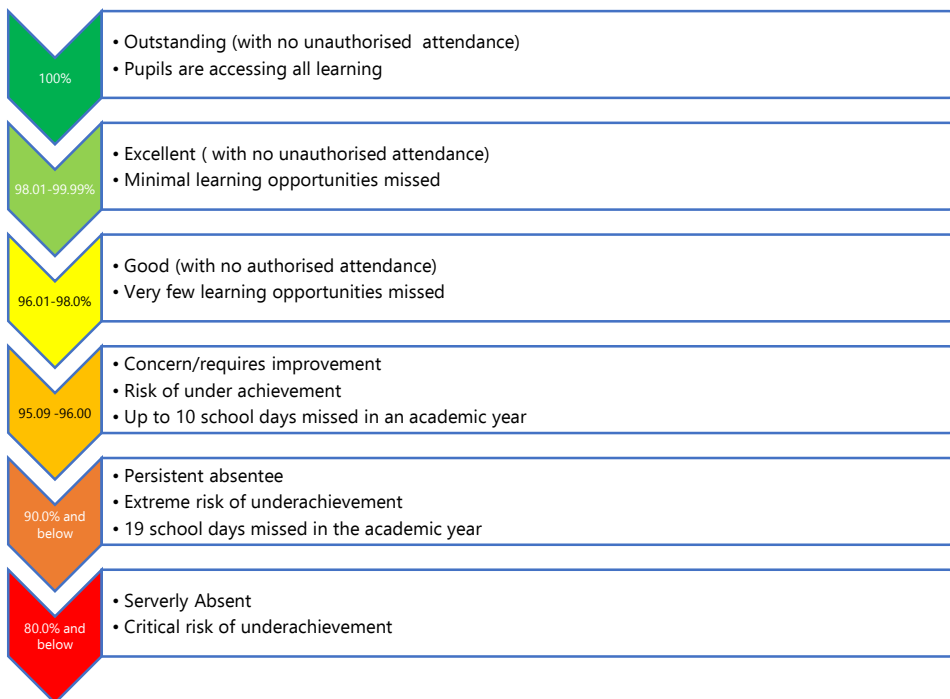 100%
• Outstanding (with no unauthorised  attendance)
• Pupils are accessing all learning
98.01-99.99%
• Excellent ( with no unauthorised attendance)
• Minimal learning opportunities missed
96.01-98.0%
• Good (with no authorised attendance)
• Very few learning opportunities missed
95.09 -96.00
• Concern/requires improvement
• Risk of under achievement
• Up to 10 school days missed in an academic year
90.0% and
below
• Persistent absentee
• Extreme risk of underachievement
• 19 school days missed in the academic year
80.0% and
below
• Serverly Absent
• Critical risk of underachievement